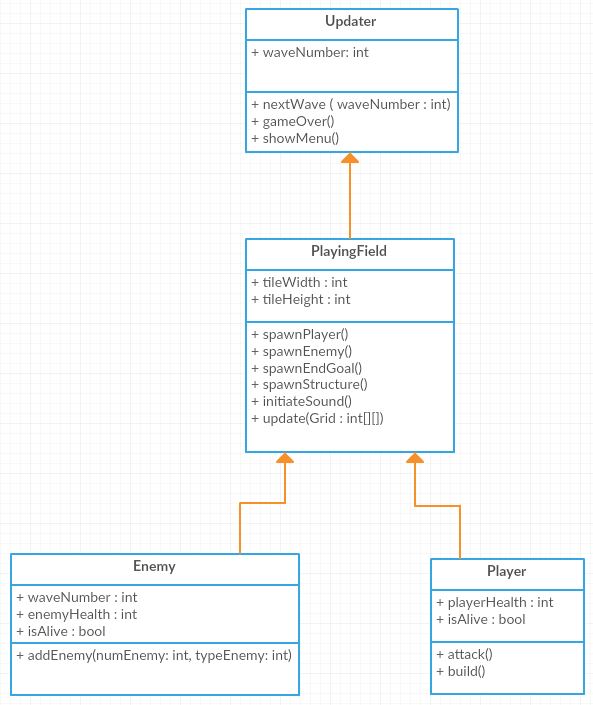 Updater
+ waveNumber: int
+ nextWave ( waveNumber : int)
+ gameOver()
+ showMenu()
PlayingField
+ tileWidth : int
+ tileHeight : int
+ spawnPlayer()
+ spawnEnemy()
+ spawnEndGoal()
+ spawnStructure()
+ initiateSound()
+ update(Grid : int[][])
Enemy
+ waveNumber : int
+ enemyHealth : int
+ isAlive : bool
+ addEnemy(numEnemy: int, typeEnemy: int)
Player
+ playerHealth : int
+ isAlive : bool
+ attack()
+ build()